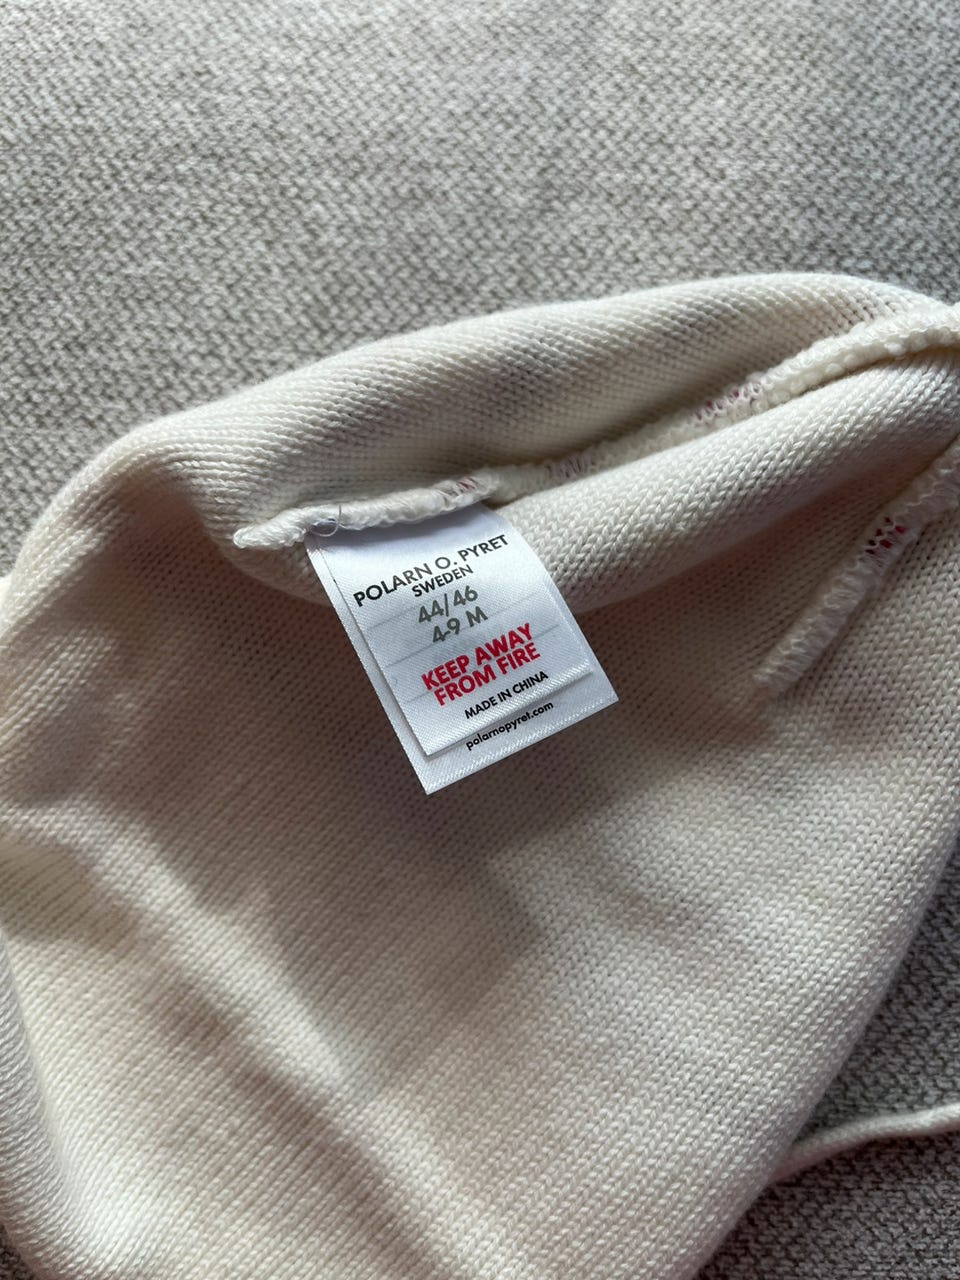 POLARN O. PYRET
SWEDEN
44/46
4-9 M
KEEP AWAY
FROM FIRE
MADE IN CHINA
polarnopyret.com